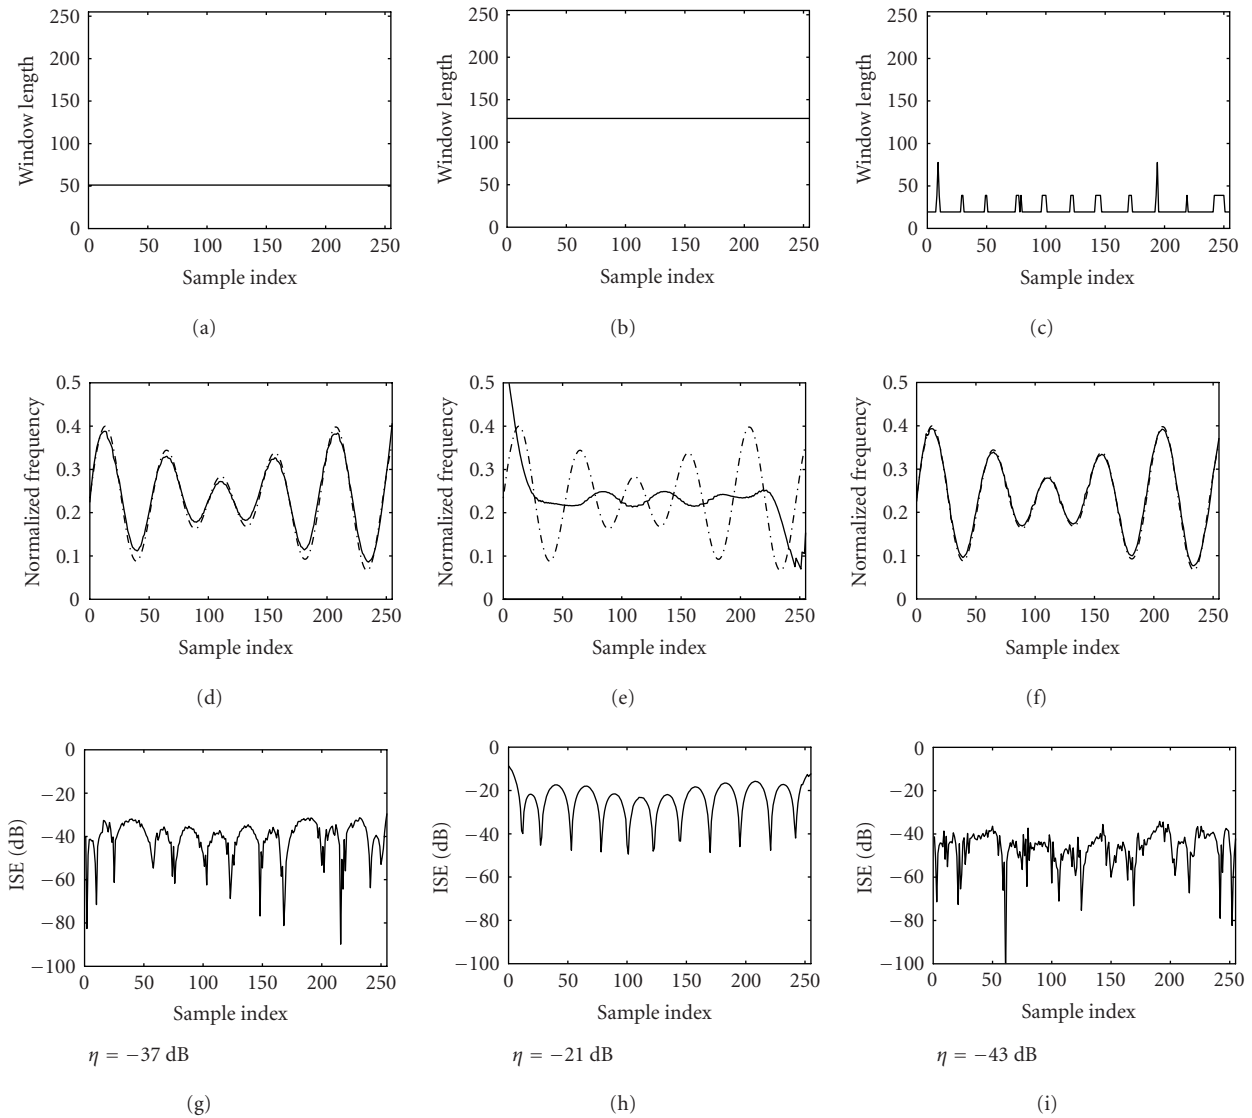 250
200
150
100
50
0
Window length
0 50 100 150 200 250
Sample index
(a)
250
200
150
100
50
0
Window length
0 50 100 150 200 250
Sample index
(b)
250
200
150
100
50
0
Window length
0 50 100 150 200 250
Sample index
(c)
0.5
0.4
0.3
0.2
0.1
0
Normalized frequency
0 50 100 150 200 250
Sample index
(d)
0.5
0.4
0.3
0.2
0.1
0
Normalized frequency
0 50 100 150 200 250
Sample index
(e)
0.5
0.4
0.3
0.2
0.1
0
Normalized frequency
0 50 100 150 200 250
Sample index
(f)
0
−20
−40
−60
−80
−100
ISE (dB)
0 50 100 150 200 250
Sample index
η = −37 dB
(g)
0
−20
−40
−60
−80
−100
ISE (dB)
0 50 100 150 200 250
Sample index
η = −21 dB
(h)
0
−20
−40
−60
−80
−100
ISE (dB)
0 50 100 150 200 250
Sample index
η = −43 dB
(i)